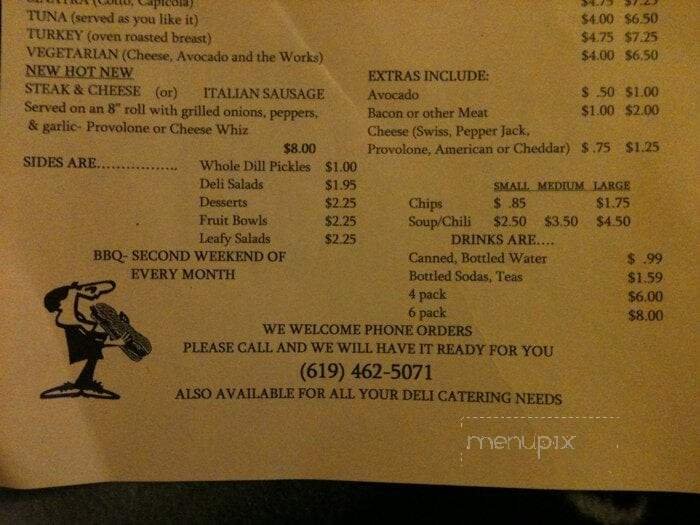 SINATRA (Cotto, Capicola) $4.75 $7.25
TUNA (served as you like it) $4.00 $6.50
TURKEY (oven roasted breast) $4.75 $7.25
VEGETARIAN (Cheese, Avocado and the Works) $4.00 $6.50
NEW HOT NEW
STEAK & CHEESE (or) ITALIAN SAUSAGE
Served on an 8" roll with grilled onions, peppers,
& garlic- Provolone or Cheese Whiz
$8.00
EXTRAS INCLUDE:
Avocado $ .50 $1.00
Bacon or other Meat $1.00 $2.00
Cheese (Swiss, Pepper Jack,
Provolone, American or Cheddar) $ .75 $1.25
SIDES ARE................ Whole Dill Pickles $1.00
Deli Salads $1.95
Desserts $2.25
Fruit Bowls $2.25
Leafy Salads $2.25
SMALL MEDIUM LARGE
Chips $ .85 $1.75
Soup/Chili $2.50 $3.50 $4.50
DRINKS ARE....
Canned, Bottled Water $ .99
Bottled Sodas, Teas $1.59
4 pack $6.00
6 pack $8.00
BBQ- SECOND WEEKEND OF
EVERY MONTH
WE WELCOME PHONE ORDERS
PLEASE CALL AND WE WILL HAVE IT READY FOR YOU
(619) 462-5071
ALSO AVAILABLE FOR ALL YOUR DELI CATERING NEEDS
menupix